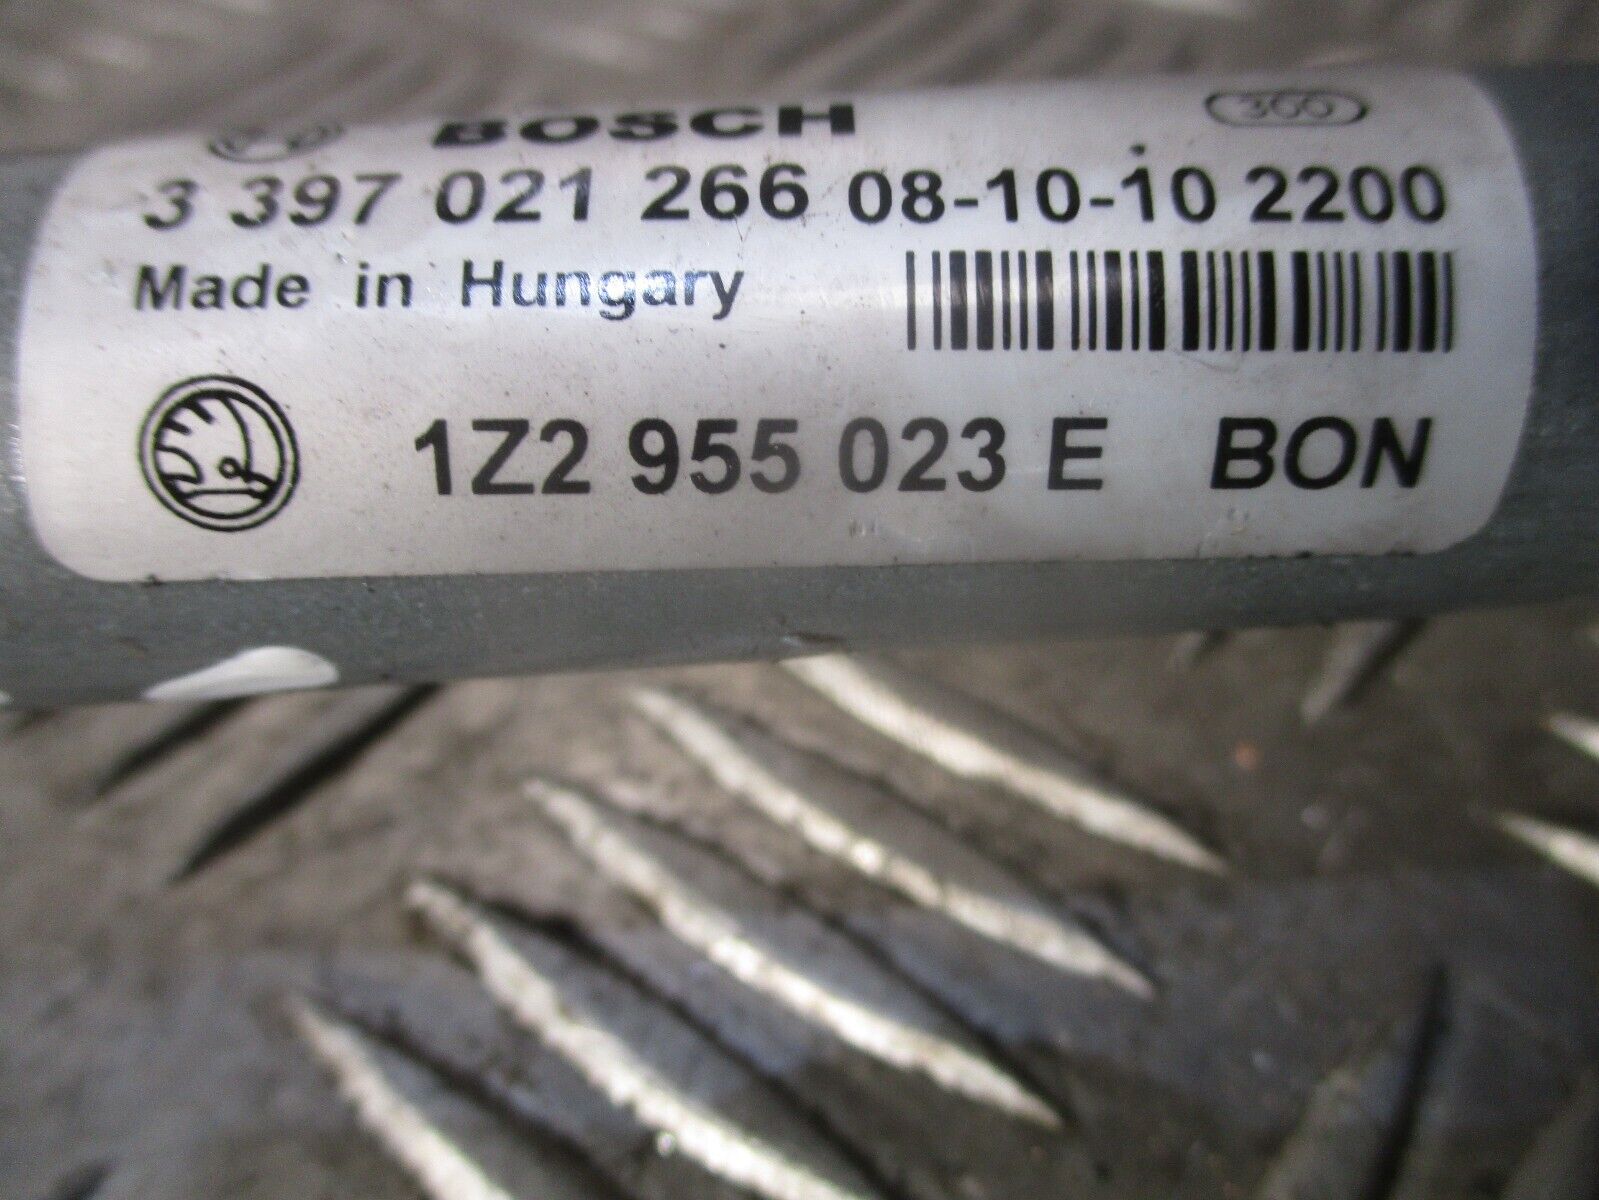 BOSCH
3 397 021 266 08-10-10 2200
Made in Hungary
1Z2 955 023 E BON